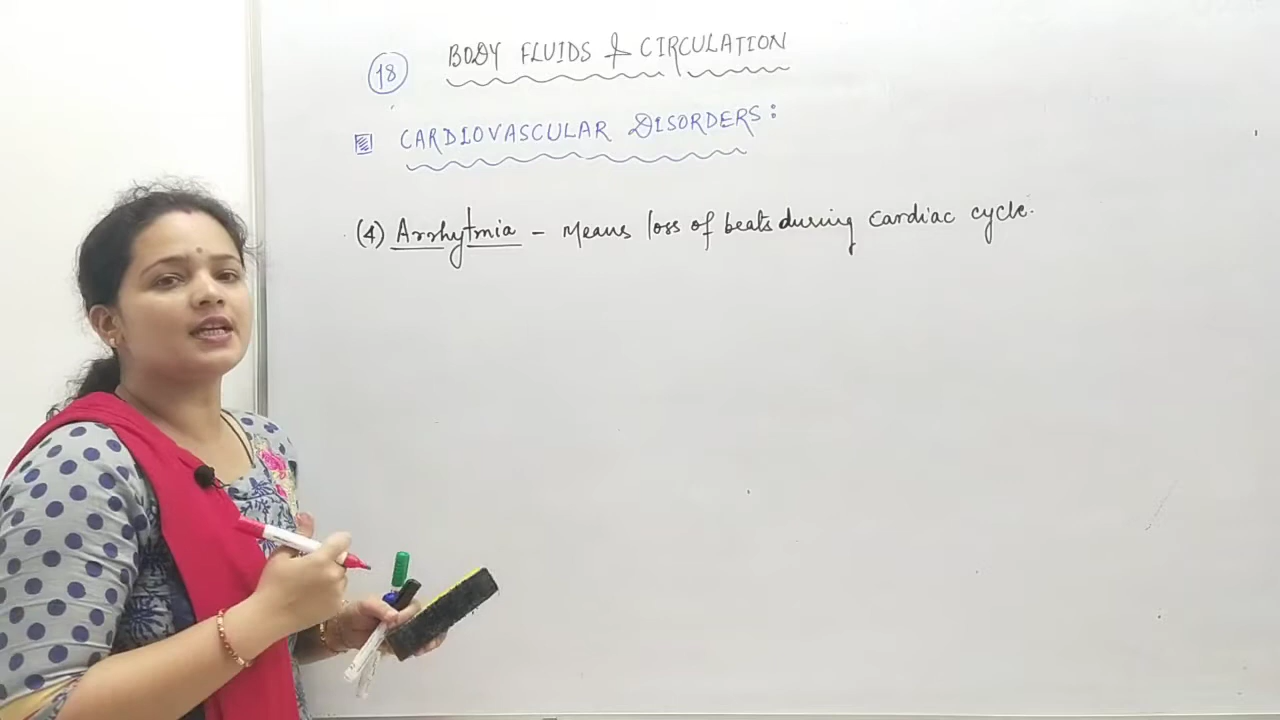 18 BODY FLUIDS & CIRCULATION
CARDIOVASCULAR DISORDERS:
(4) Arrhytmia - Means loss of beats during cardiac cycle.